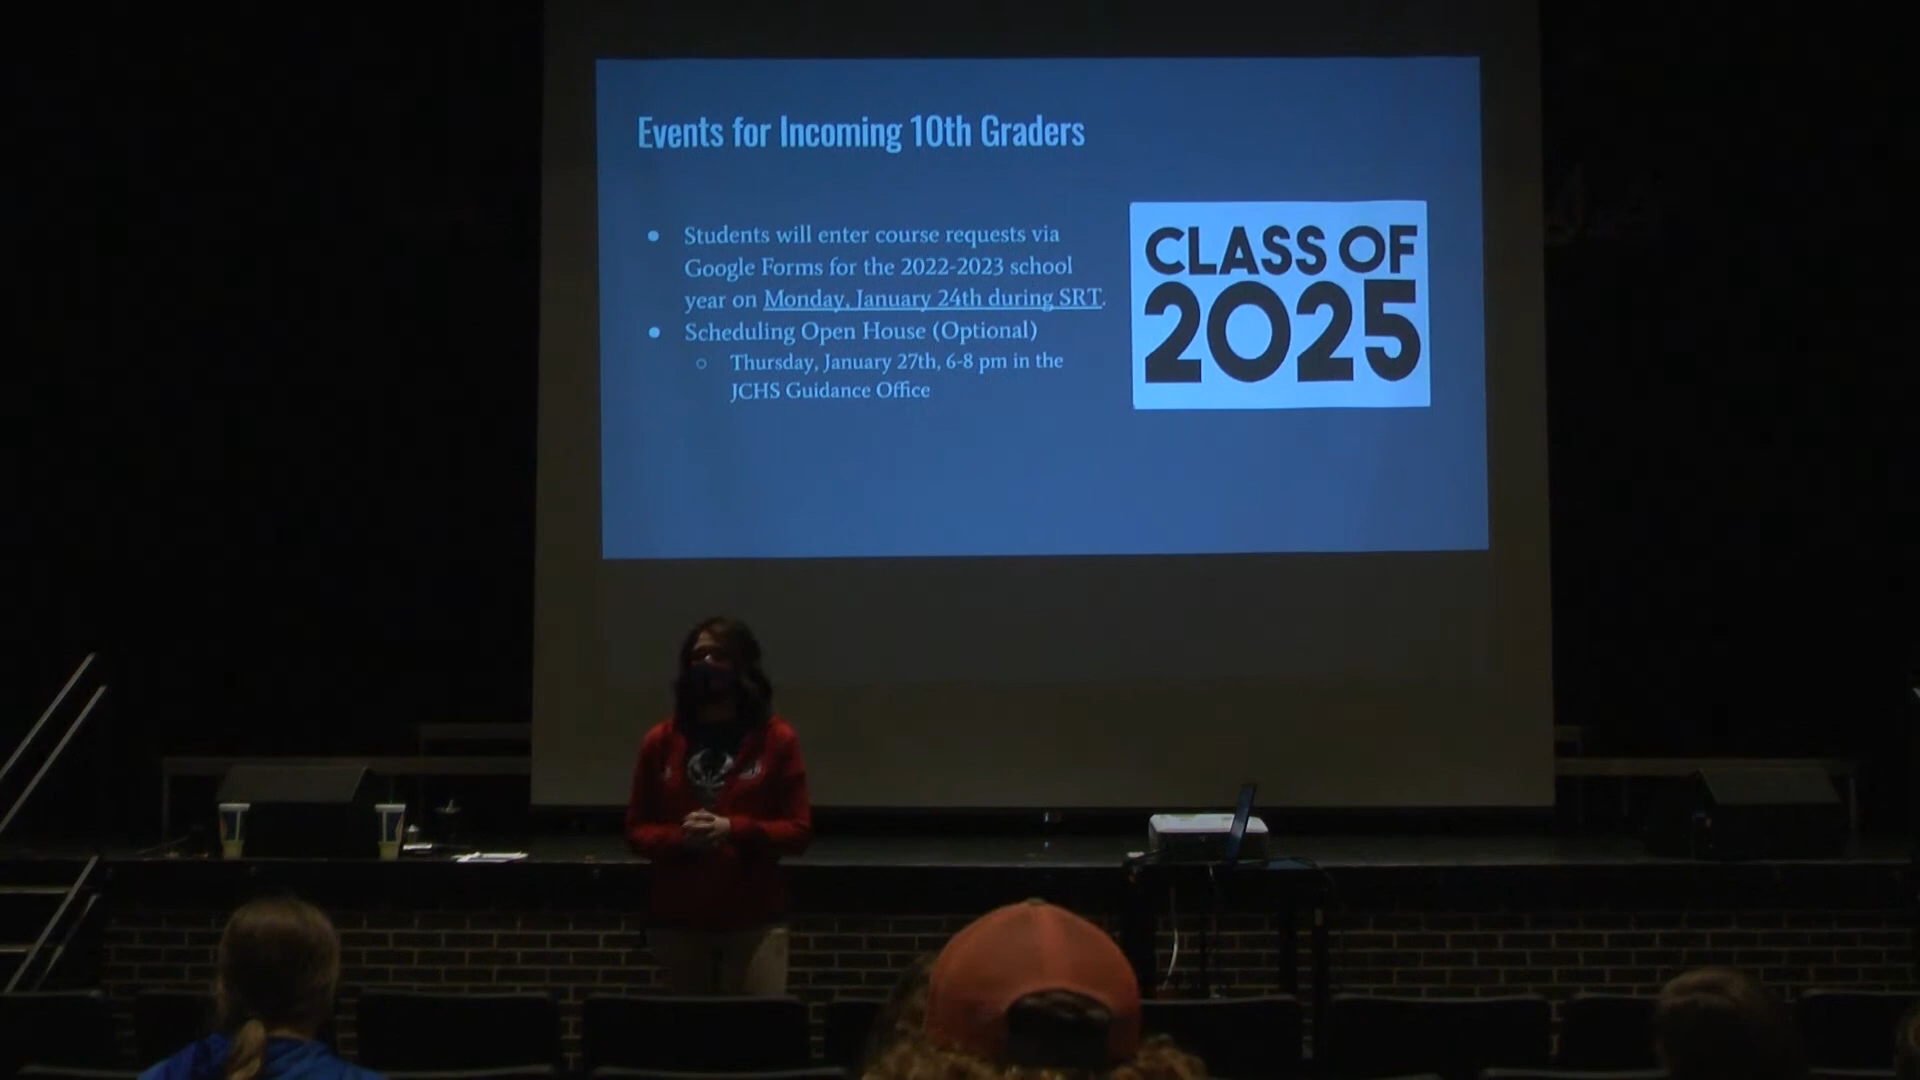 Events for Incoming 10th Graders
● Students will enter course requests via
Google Forms for the 2022-2023 school
year on Monday, January 24th during SRT.
● Scheduling Open House (Optional)
○ Thursday, January 27th, 6-8 pm in the
JCHS Guidance Office
CLASS OF
2025